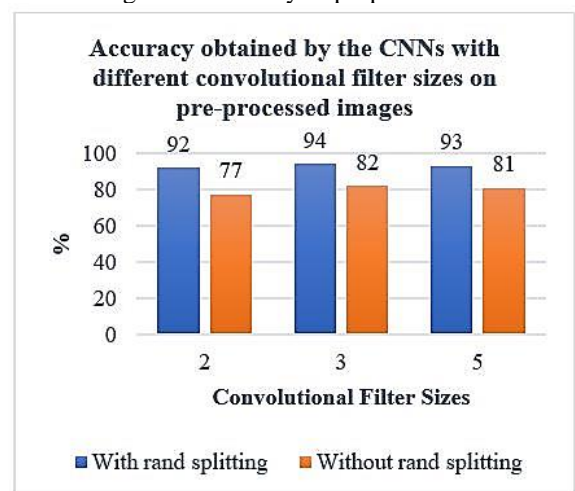 Accuracy obtained by the CNNs with
different convolutional filter sizes on
pre-processed images
92 94 93
77 82 81
100
80
60
40
20
0
%
2 3 5
Convolutional Filter Sizes
With rand splitting Without rand splitting